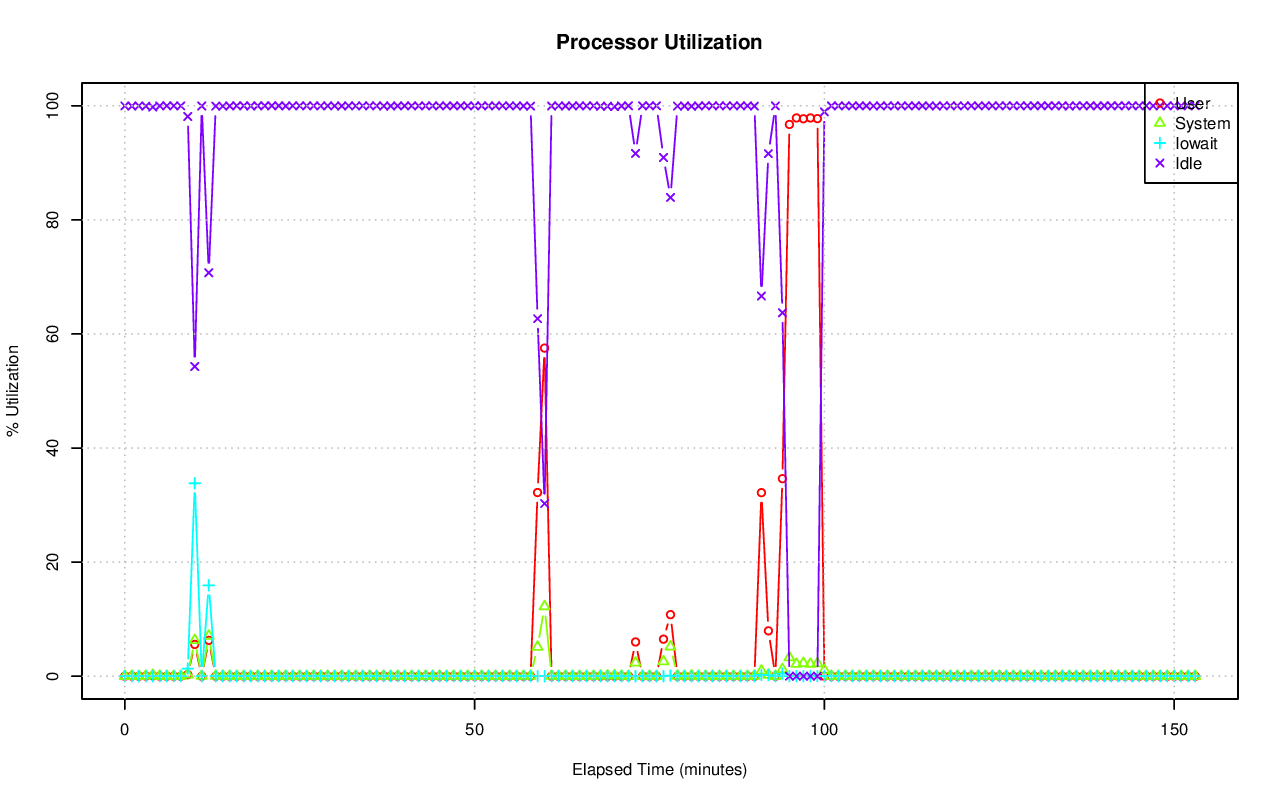 Processor Utilization
% Utilization
100
80
60
40
20
0
User
System
Iowait
Idle
0 50 100 150
Elapsed Time (minutes)